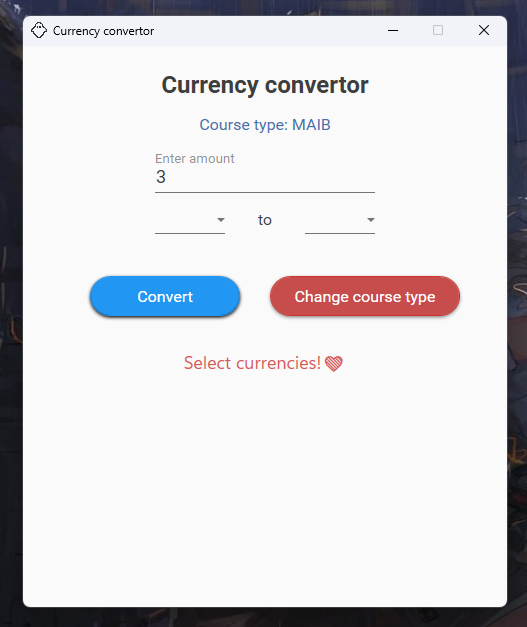 Currency convertor
Currency convertor
Course type: MAIB
Enter amount
3
to
Convert Change course type
Select currencies!